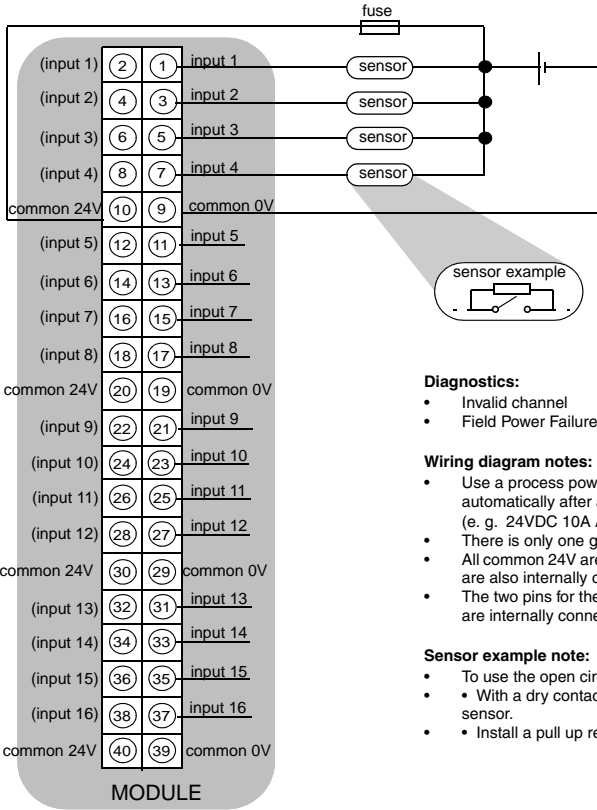 fuse
(input 1) 2 1 input 1 sensor
(input 2) 4 3 input 2 sensor
(input 3) 6 5 input 3 sensor
(input 4) 8 7 input 4 sensor
common 24V 10 9 common 0V
(input 5) 12 11 input 5
(input 6) 14 13 input 6
(input 7) 16 15 input 7
(input 8) 18 17 input 8
common 24V 20 19 common 0V
(input 9) 22 21 input 9
(input 10) 24 23 input 10
(input 11) 26 25 input 11
(input 12) 28 27 input 12
common 24V 30 29 common 0V
(input 13) 32 31 input 13
(input 14) 34 33 input 14
(input 15) 36 35 input 15
(input 16) 38 37 input 16
common 24V 40 39 common 0V
MODULE
sensor example
Diagnostics:
• Invalid channel
• Field Power Failure
Wiring diagram notes:
• Use a process pow
automatically after
(e. g. 24VDC 10A
• There is only one g
• All common 24V are
are also internally
• The two pins for the
are internally conne
Sensor example note:
• To use the open cir
• • With a dry contac
sensor.
• • Install a pull up re